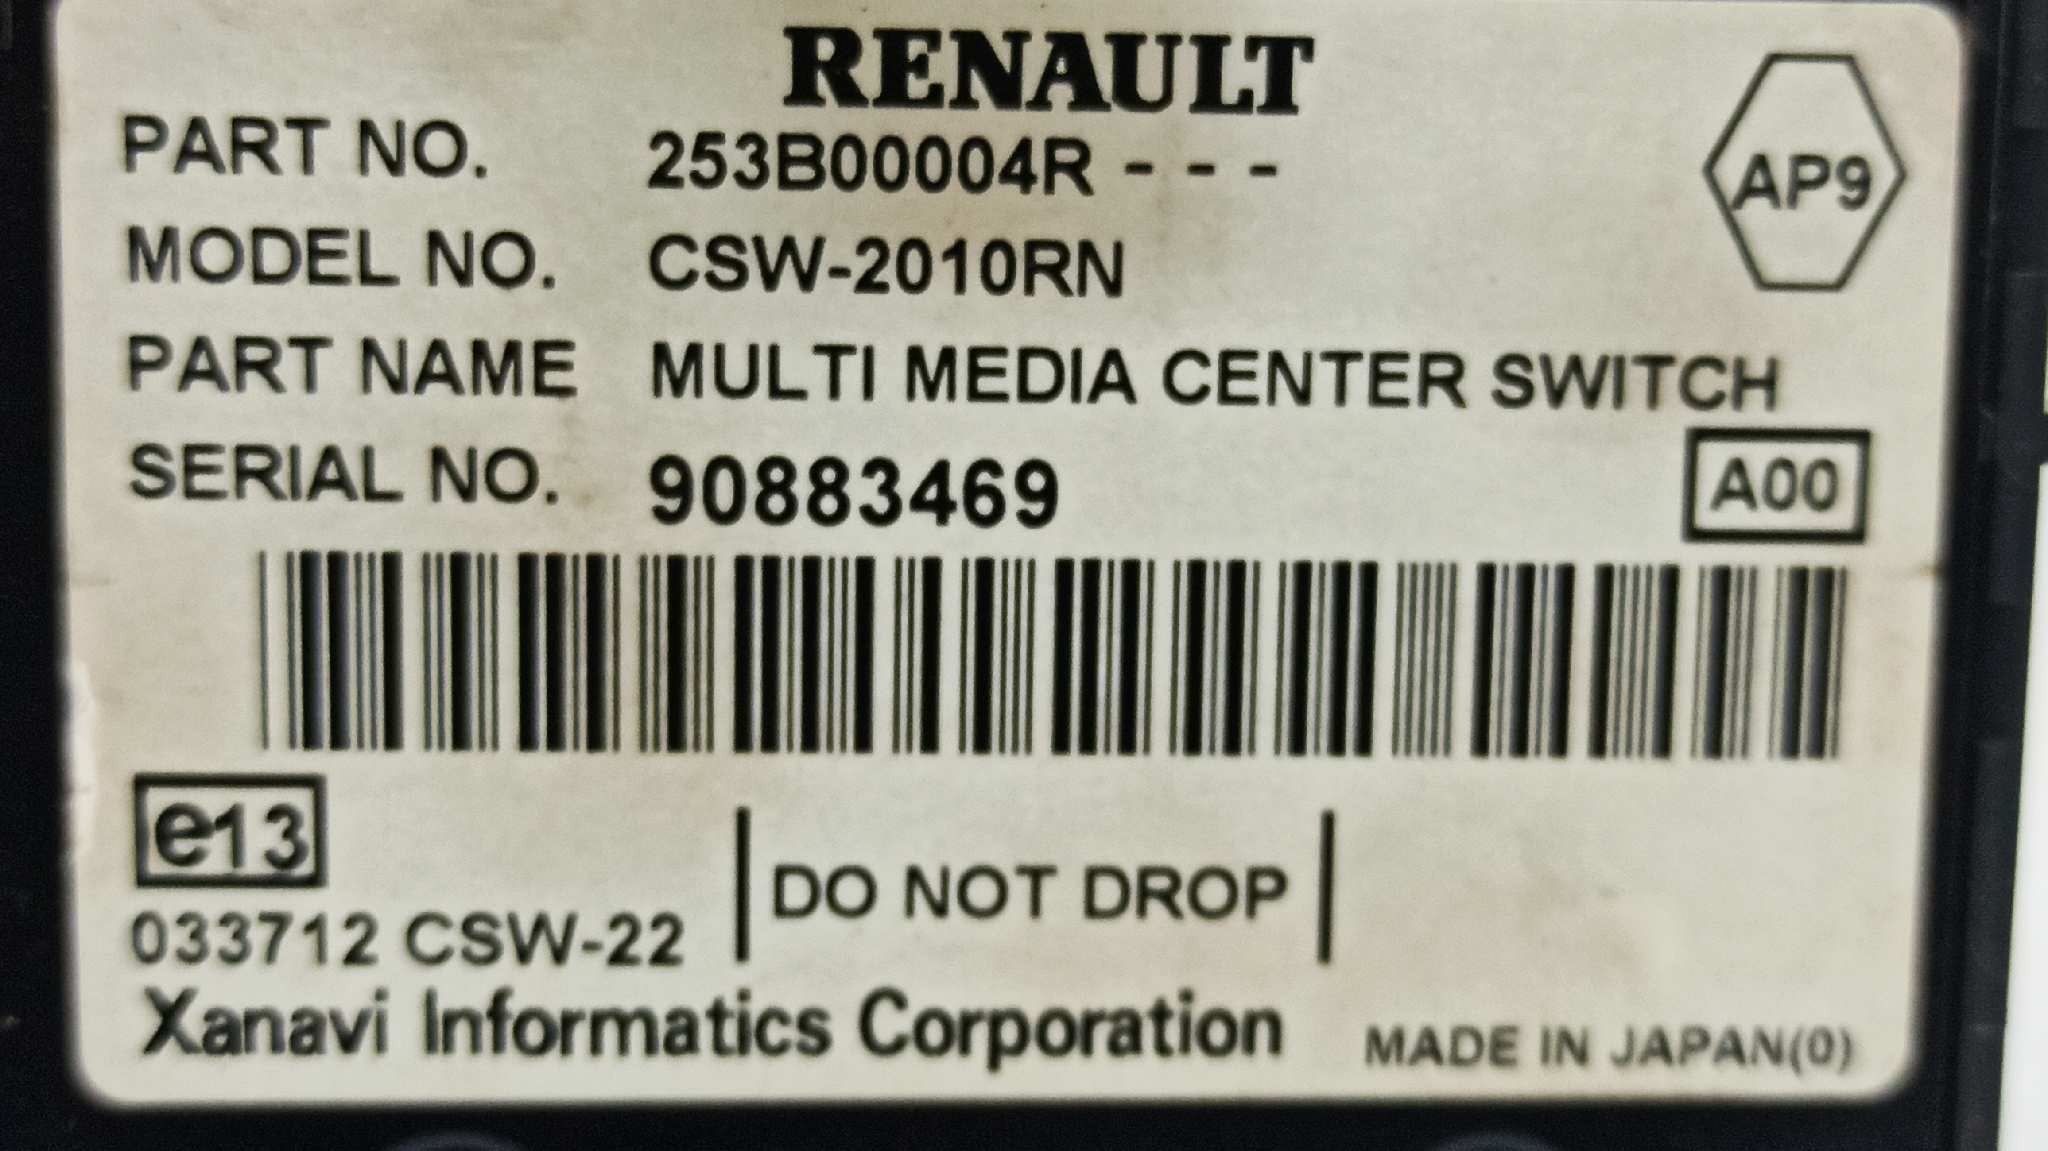 RENAULT
PART NO. 253B00004R - - -
AP9
MODEL NO. CSW-2010RN
PART NAME MULTI MEDIA CENTER SWITCH
SERIAL NO. 90883469
A00
e13
DO NOT DROP
033712 CSW-22
Xanavi Informatics Corporation
MADE IN JAPAN(0)